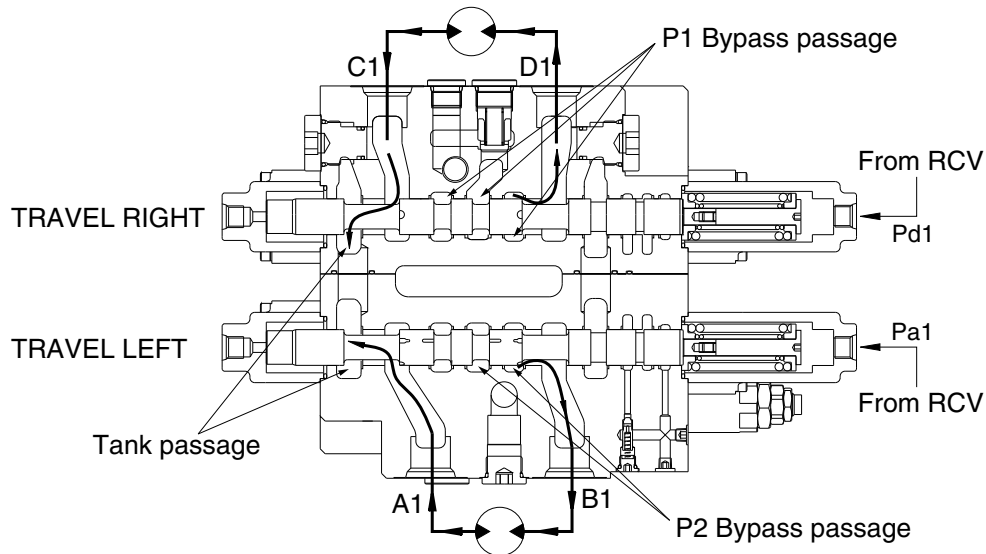 P1 Bypass passage
C1
D1
From RCV
TRAVEL RIGHT
Pd1
TRAVEL LEFT
Pa1
From RCV
Tank passage
A1
B1
P2 Bypass passage